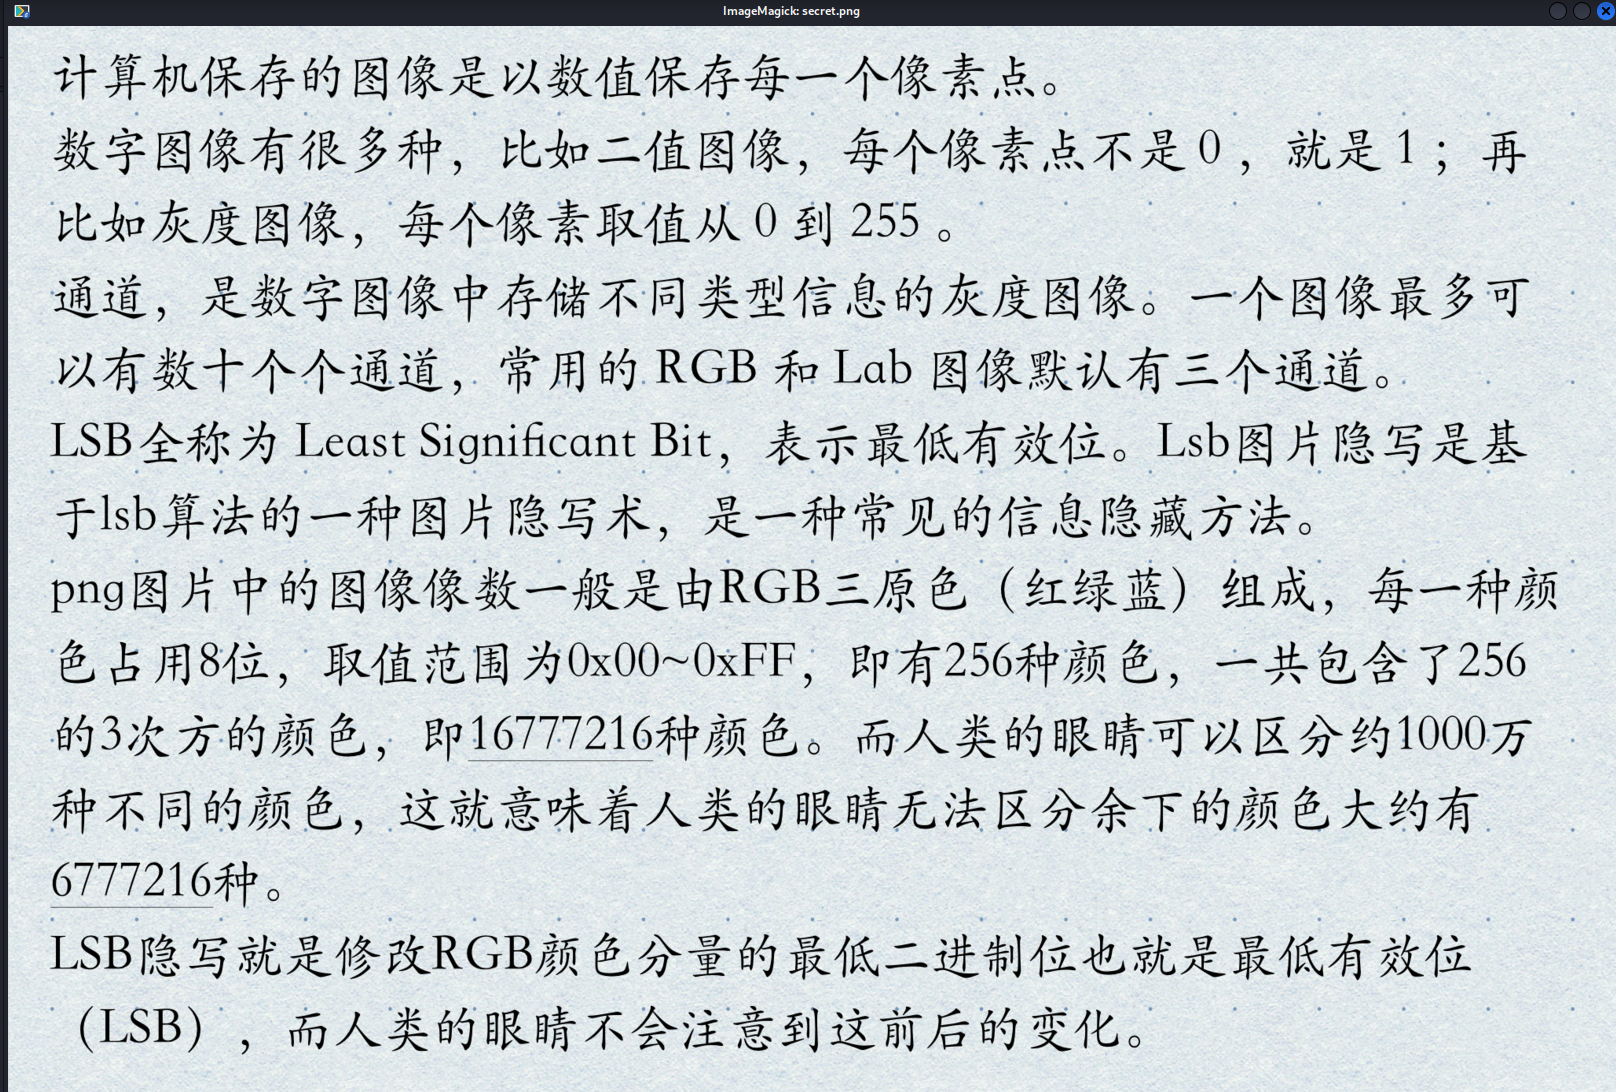 ImageMagick: secret.png
计算机保存的图像是以数值保存每一个像素点。
数字图像有很多种，比如二值图像，每个像素点不是 0 ，就是 1 ；再
比如灰度图像，每个像素取值从 0 到 255 。
通道，是数字图像中存储不同类型信息的灰度图像。一个图像最多可
以有数十个个通道，常用的 RGB 和 Lab 图像默认有三个通道。
LSB全称为 Least Significant Bit，表示最低有效位。Lsb图片隐写是基
于lsb算法的一种图片隐写术，是一种常见的信息隐藏方法。
png图片中的图像像数一般是由RGB三原色（红绿蓝）组成，每一种颜
色占用8位，取值范围为0x00~0xFF，即有256种颜色，一共包含了256
的3次方的颜色，即16777216种颜色。而人类的眼睛可以区分约1000万
种不同的颜色，这就意味着人类的眼睛无法区分余下的颜色大约有
6777216种。
LSB隐写就是修改RGB颜色分量的最低二进制位也就是最低有效位
（LSB），而人类的眼睛不会注意到这前后的变化。